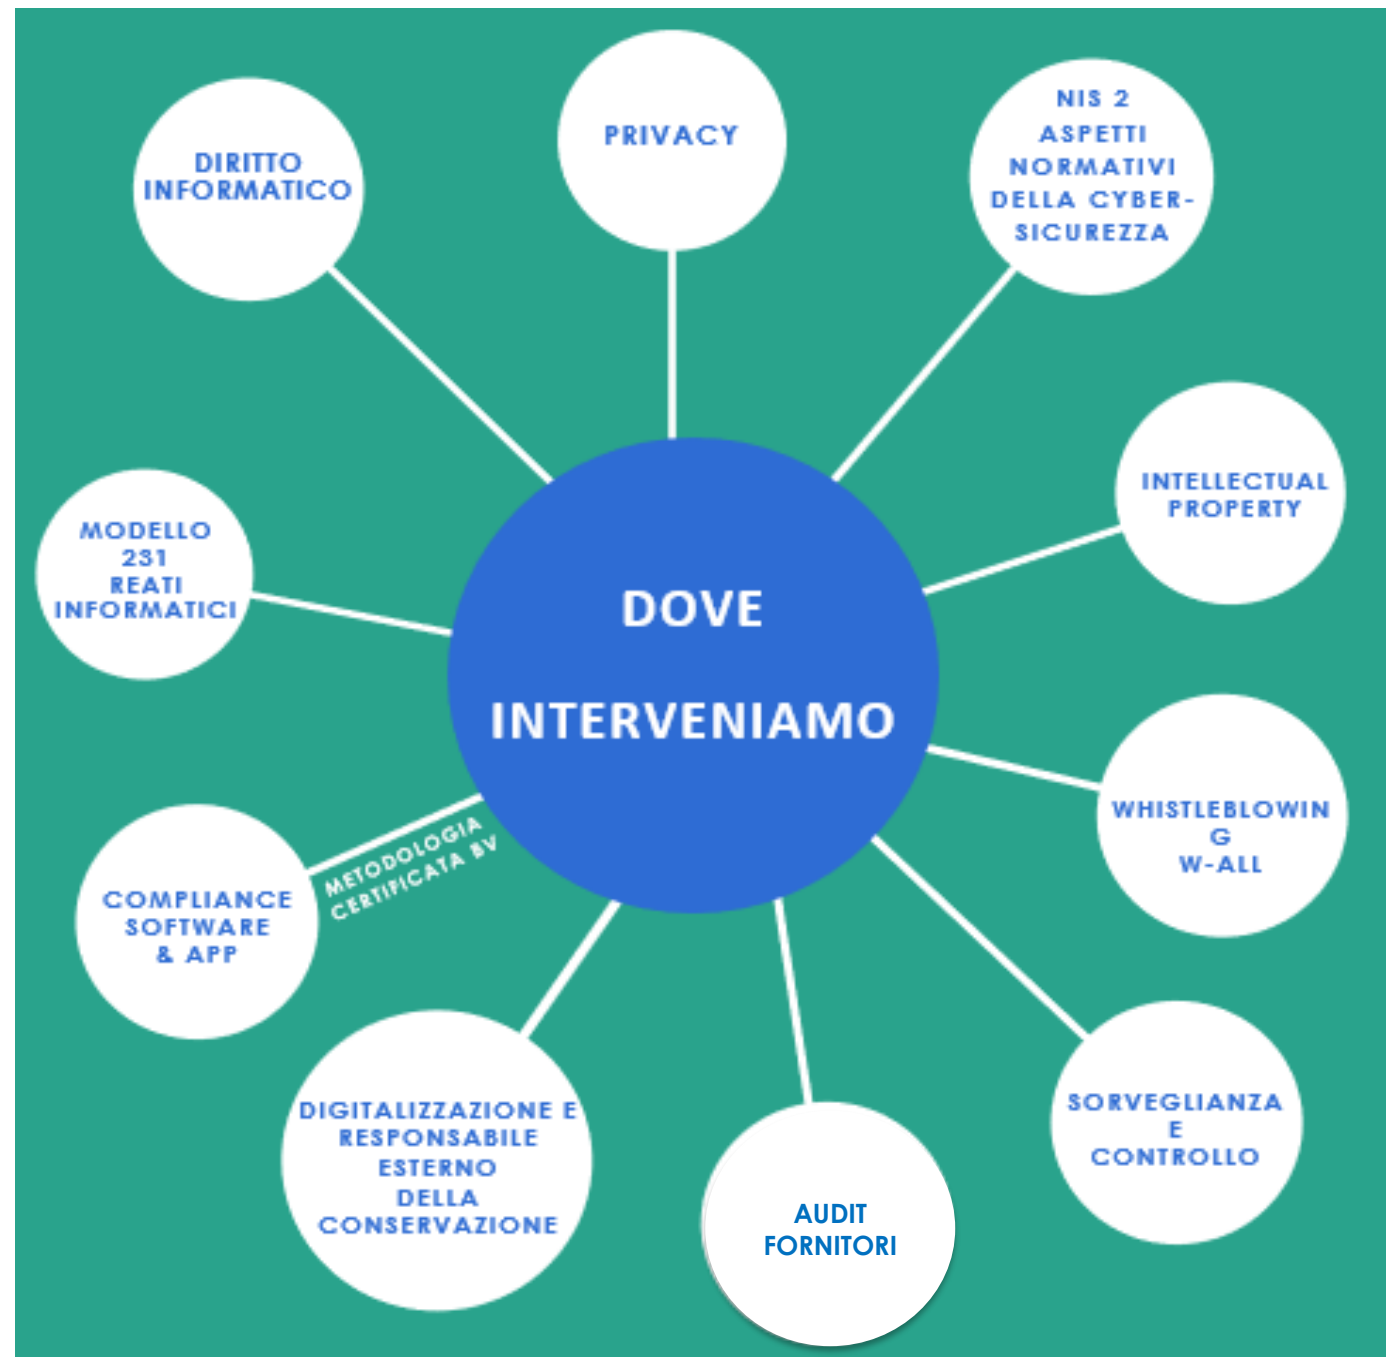 DIRITTO
INFORMATICO
PRIVACY
NIS 2
ASPETTI
NORMATIVI
DELLA CYBER-
SICUREZZA
INTELLECTUAL
PROPERTY
MODELLO
231
REATI
INFORMATICI
DOVE
INTERVENIAMO
WHISTLEBLOWIN
G
W-ALL
METODOLOGIA
CERTIFICATA BV
COMPLIANCE
SOFTWARE
& APP
SORVEGLIANZA
E
CONTROLLO
DIGITALIZZAZIONE E
RESPONSABILE
ESTERNO
DELLA
CONSERVAZIONE
AUDIT
FORNITORI